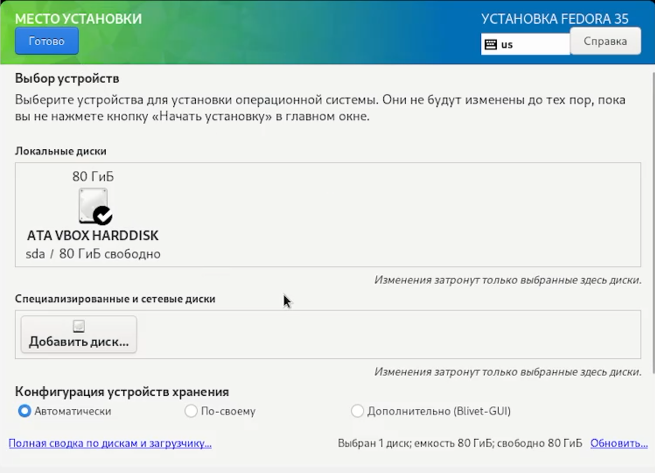 МЕСТО УСТАНОВКИ
УСТАНОВКА FEDORA 35
Готово
us
Справка
Выбор устройств
Выберите устройства для установки операционной системы. Они не будут изменены до тех пор, пока
вы не нажмете кнопку «Начать установку» в главном окне.
Локальные диски
80 ГиБ
ATA VBOX HARDDISK
sda / 80 ГиБ свободно
Изменения затронут только выбранные здесь диски.
Специализированные и сетевые диски
Добавить диск...
Изменения затронут только выбранные здесь диски.
Конфигурация устройств хранения
Автоматически
По-своему
Дополнительно (Blivet-GUI)
Полная сводка по дискам и загрузчику...
Выбран 1 диск; емкость 80 ГиБ; свободно 80 ГиБ
Обновить...